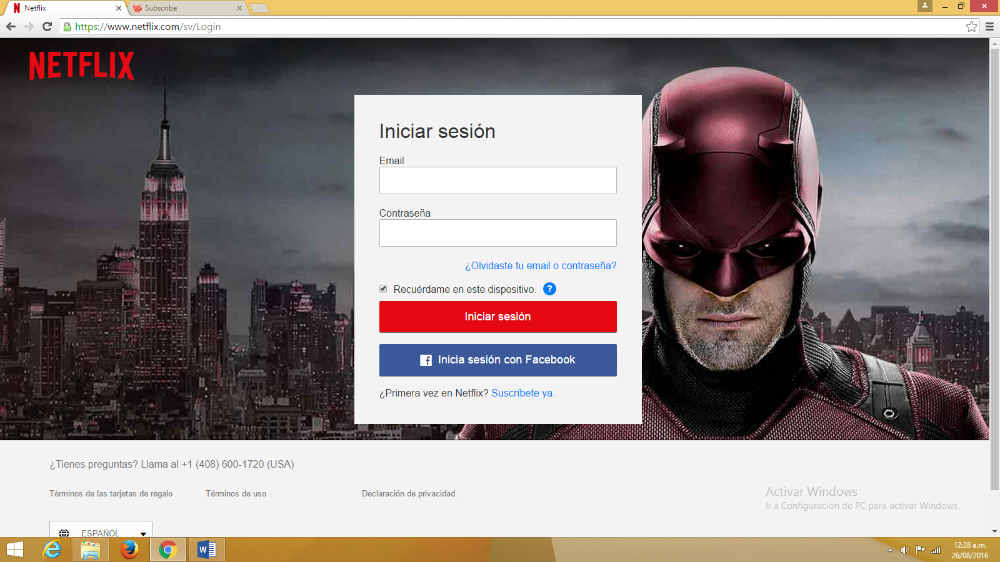 Netflix
Subscribe
https://www.netflix.com/sv/Login
NETFLIX
Iniciar sesión
Email
Contraseña
¿Olvidaste tu email o contraseña?
Recuérdame en este dispositivo. ?
Iniciar sesión
Inicia sesión con Facebook
¿Primera vez en Netflix? Suscríbete ya.
¿Tienes preguntas? Llama al +1 (408) 600-1720 (USA)
Términos de las tarjetas de regalo
Términos de uso
Declaración de privacidad.
Activar Windows
Ir a Configuración de PC para activar Windows.
ESPAÑOL
12:28 a.m.
26/08/2016